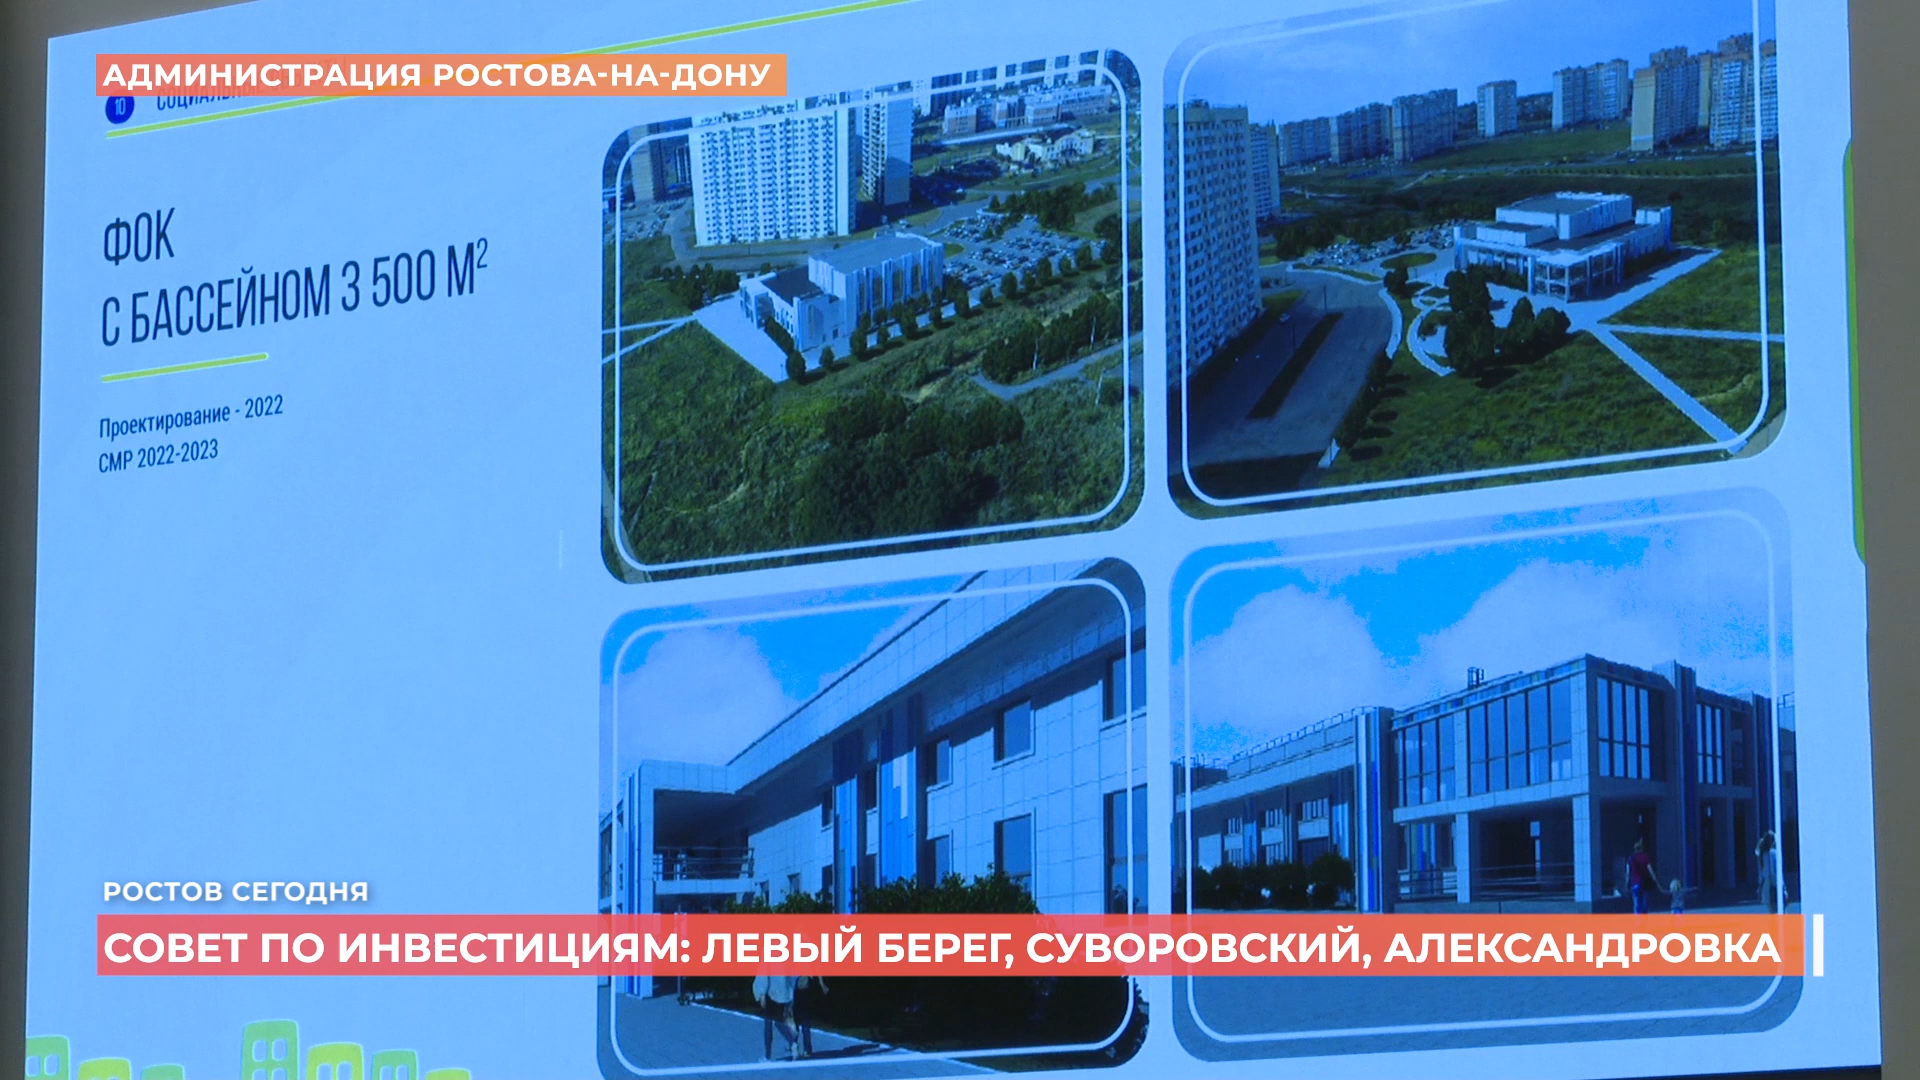 АДМИНИСТРАЦИЯ РОСТОВА-НА-ДОНУ
10
ФОК
С БАССЕЙНОМ 3 500 М²
Проектирование - 2022
СМР 2022-2023
РОСТОВ СЕГОДНЯ
СОВЕТ ПО ИНВЕСТИЦИЯМ: ЛЕВЫЙ БЕРЕГ, СУВОРОВСКИЙ, АЛЕКСАНДРОВКА